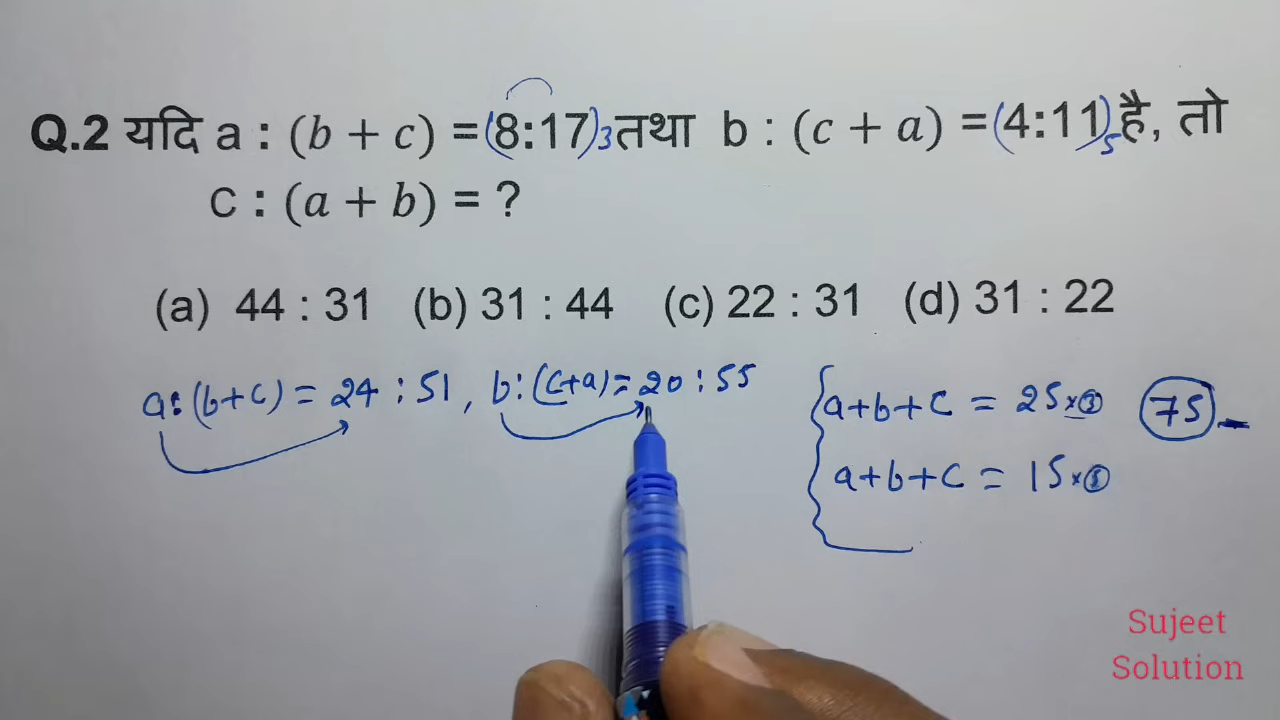 Q.2 यदि a : (b + c) = (8:17)3 तथा b : (c + a) = (4:11)5 है, तो
C : (a + b) = ?
(a) 44 : 31 (b) 31 : 44 (c) 22 : 31 (d) 31 : 22
a:(b+c) = 24 : 51, b:(c+a)= 20 : 55
a+b+c = 25×3 75
a+b+c = 15×5
Sujeet
Solution